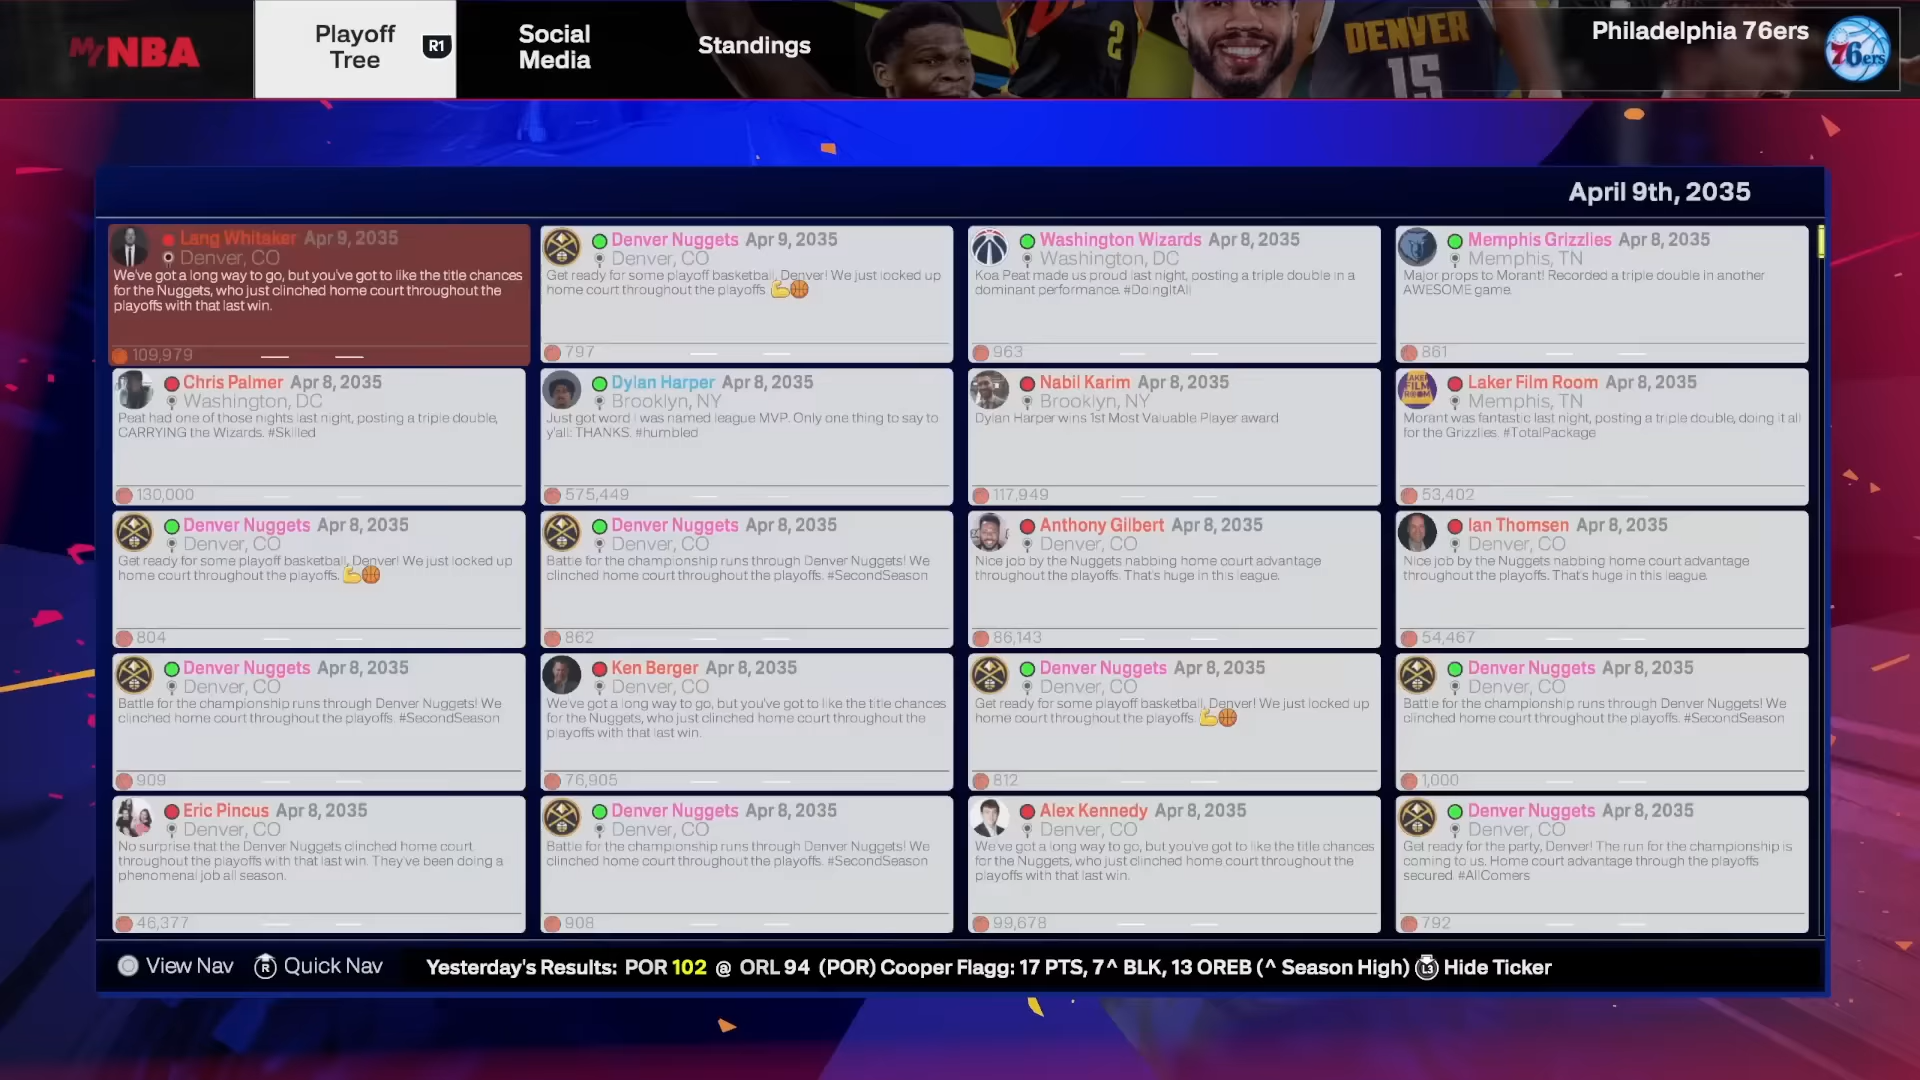 MyNBA
Playoff
Tree
R1
Social
Media
Standings
DENVER
15
2
Philadelphia 76ers
76ers
April 9th, 2035
Lang Whitaker Apr 9, 2035
Denver, CO
We've got a long way to go, but you've got to like the title chances
for the Nuggets, who just clinched home court throughout the
playoffs with that last win.
109,979
Denver Nuggets Apr 9, 2035
Denver, CO
Get ready for some playoff basketball, Denver! We just locked up
home court throughout the playoffs. 💪🏀
797
Washington Wizards Apr 8, 2035
Washington, DC
Koa Peat made us proud last night, posting a triple double in a
dominant performance. #DoingItAll
963
Memphis Grizzlies Apr 8, 2035
Memphis, TN
Major props to Morant! Recorded a triple double in another
AWESOME game.
861
Chris Palmer Apr 8, 2035
Washington, DC
Peat had one of those nights last night, posting a triple double,
CARRYING the Wizards. #Skilled
130,000
Dylan Harper Apr 8, 2035
Brooklyn, NY
Just got word I was named league MVP. Only one thing to say to
y'all: THANKS. #humbled
575,449
Nabil Karim Apr 8, 2035
Brooklyn, NY
Dylan Harper wins 1st Most Valuable Player award
117,949
Laker Film Room Apr 8, 2035
Memphis, TN
Morant was fantastic last night, posting a triple double, doing it all
for the Grizzlies. #TotalPackage
53,402
Denver Nuggets Apr 8, 2035
Denver, CO
Get ready for some playoff basketball, Denver! We just locked up
home court throughout the playoffs. 💪🏀
804
Denver Nuggets Apr 8, 2035
Denver, CO
Battle for the championship runs through Denver Nuggets! We
clinched home court throughout the playoffs. #SecondSeason
862
Anthony Gilbert Apr 8, 2035
Denver, CO
Nice job by the Nuggets nabbing home court advantage
throughout the playoffs. That's huge in this league.
86,143
Ian Thomsen Apr 8, 2035
Denver, CO
Nice job by the Nuggets nabbing home court advantage
throughout the playoffs. That's huge in this league.
54,467
Denver Nuggets Apr 8, 2035
Denver, CO
Battle for the championship runs through Denver Nuggets! We
clinched home court throughout the playoffs. #SecondSeason
909
Ken Berger Apr 8, 2035
Denver, CO
We've got a long way to go, but you've got to like the title chances
for the Nuggets, who just clinched home court throughout the
playoffs with that last win.
76,905
Denver Nuggets Apr 8, 2035
Denver, CO
Get ready for some playoff basketball, Denver! We just locked up
home court throughout the playoffs. 💪🏀
812
Denver Nuggets Apr 8, 2035
Denver, CO
Battle for the championship runs through Denver Nuggets! We
clinched home court throughout the playoffs. #SecondSeason
1,000
Eric Pincus Apr 8, 2035
Denver, CO
No surprise that the Denver Nuggets clinched home court
throughout the playoffs with that last win. They've been doing a
phenomenal job all season.
46,377
Denver Nuggets Apr 8, 2035
Denver, CO
Battle for the championship runs through Denver Nuggets! We
clinched home court throughout the playoffs. #SecondSeason
908
Alex Kennedy Apr 8, 2035
Denver, CO
We've got a long way to go, but you've got to like the title chances
for the Nuggets, who just clinched home court throughout the
playoffs with that last win.
99,678
Denver Nuggets Apr 8, 2035
Denver, CO
Get ready for the party, Denver! The run for the championship is
coming to us. Home court advantage through the playoffs
secured. #AllComers
792
View Nav
R Quick Nav
Yesterday's Results: POR 102 @ ORL 94 (POR) Cooper Flagg: 17 PTS, 7^ BLK, 13 OREB (^ Season High) L3 Hide Ticker